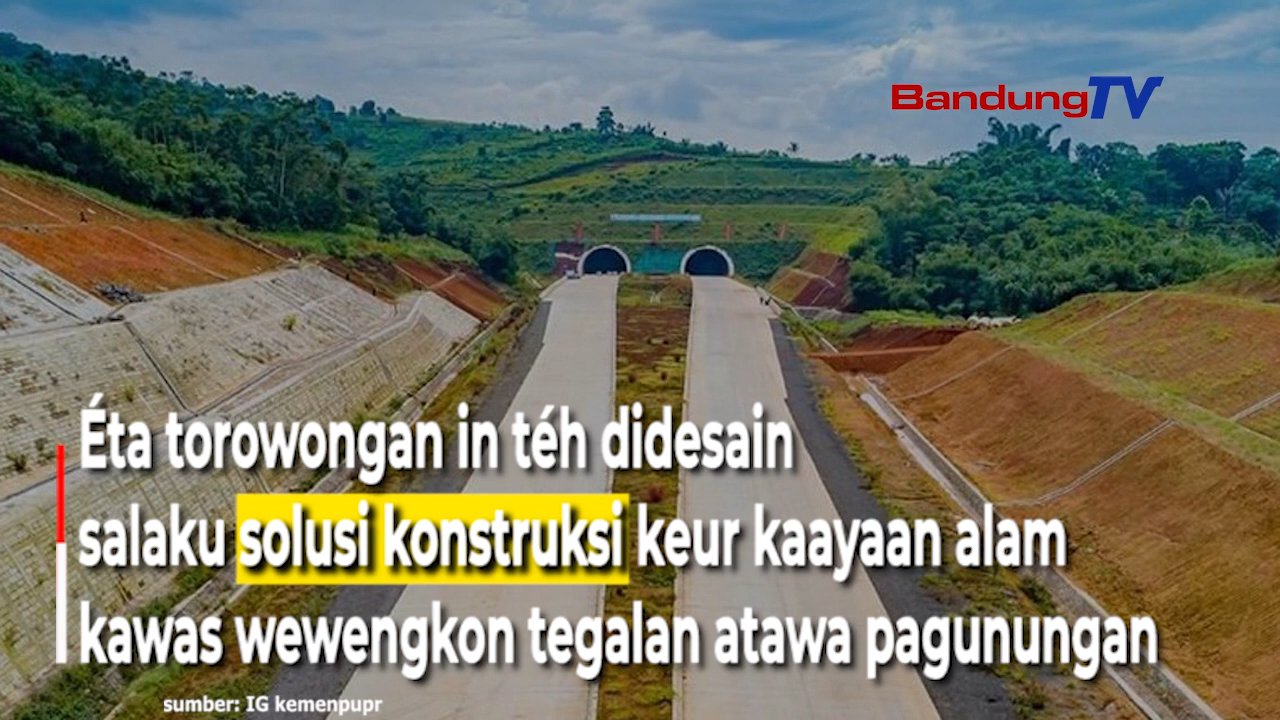 BandungTV
Éta torowongan in téh didesain
salaku solusi konstruksi keur kaayaan alam
kawas wewengkon tegalan atawa pagunungan
sumber: IG kemenpupr